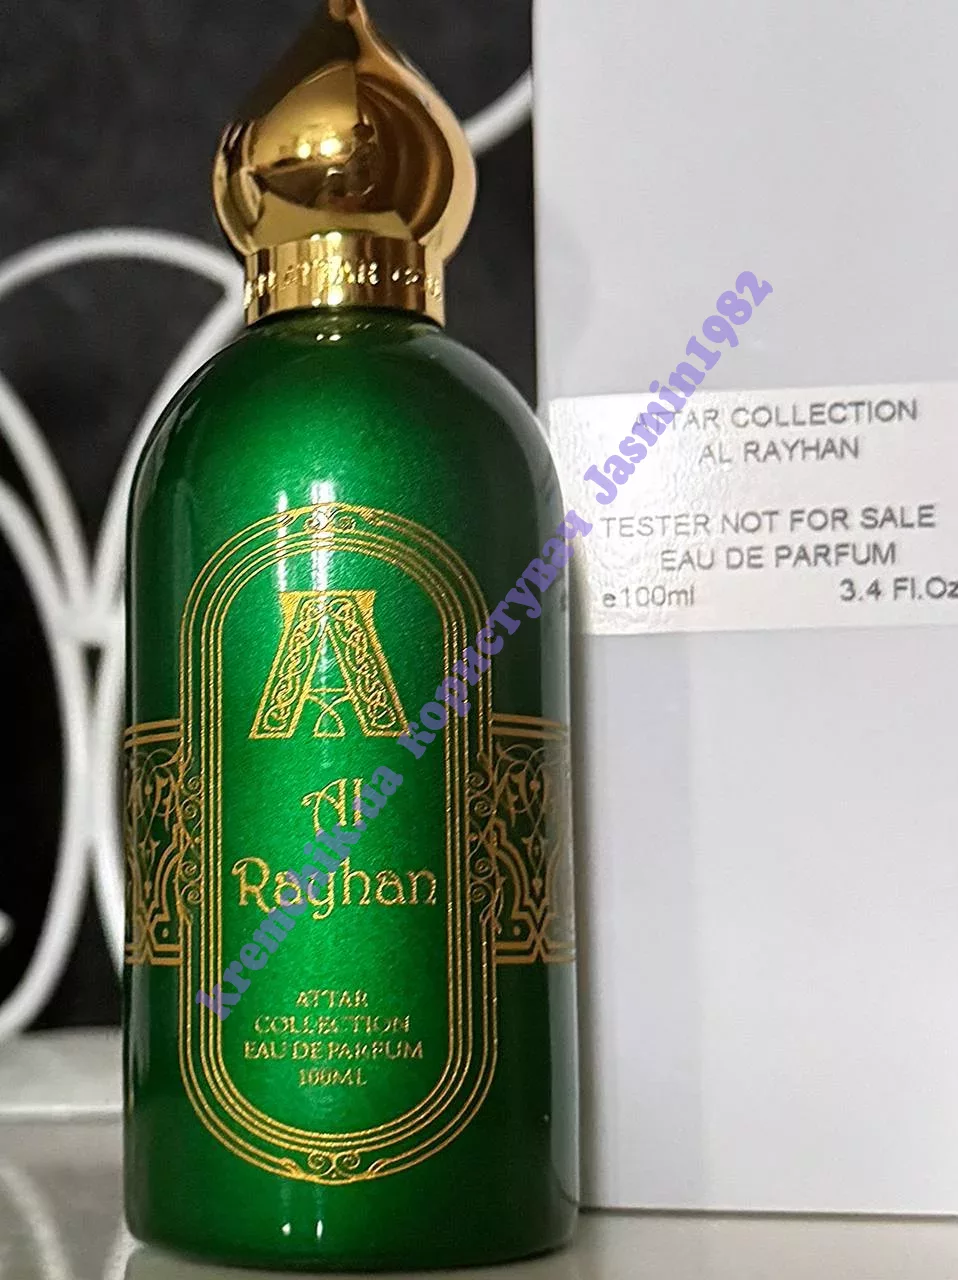 ATTAR COLLECTION
AL RAYHAN
TESTER NOT FOR SALE
EAU DE PARFUM
e100ml 3.4 Fl.Oz
A
Al
Rayhan
ATTAR
COLLECTION
EAU DE PARFUM
100ML
kremchik.ua Користувач Jasmin1982